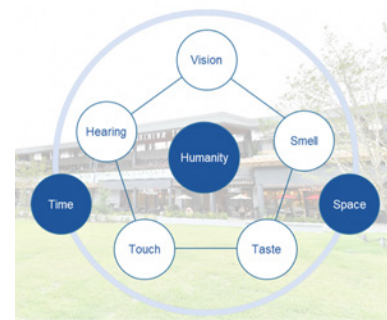 Vision
Hearing
Smell
Humanity
Time
Space
Touch
Taste